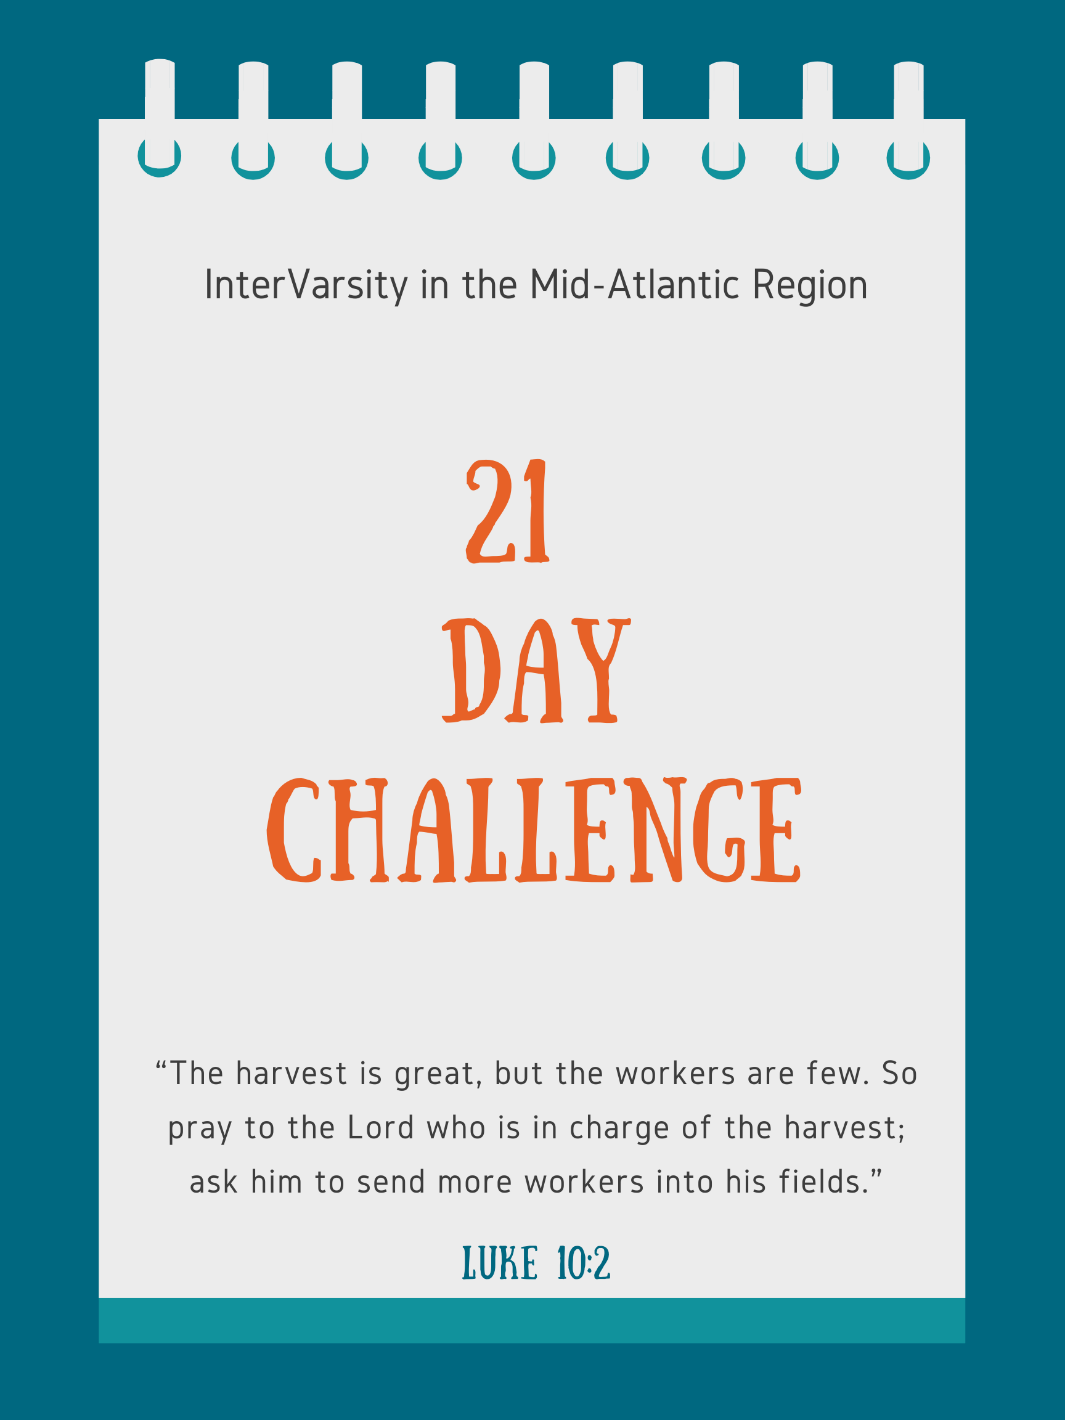 InterVarsity in the Mid-Atlantic Region
21
DAY
CHALLENGE
“The harvest is great, but the workers are few. So
pray to the Lord who is in charge of the harvest;
ask him to send more workers into his fields.”
LUKE 10:2